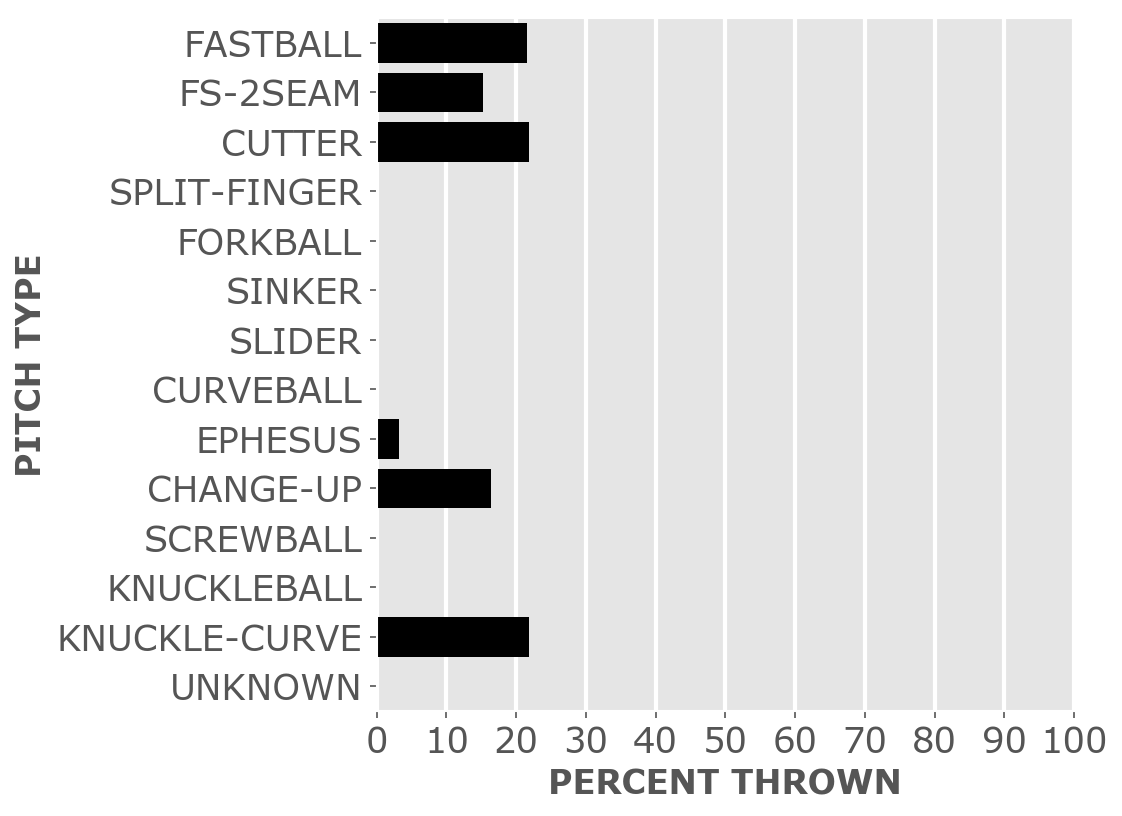 FASTBALL
FS-2SEAM
CUTTER
SPLIT-FINGER
FORKBALL
SINKER
SLIDER
CURVEBALL
EPHESUS
CHANGE-UP
SCREWBALL
KNUCKLEBALL
KNUCKLE-CURVE
UNKNOWN
PITCH TYPE
0 10 20 30 40 50 60 70 80 90 100
PERCENT THROWN